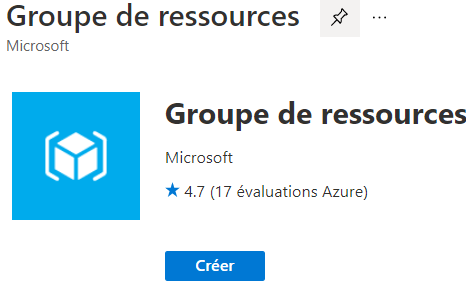 Groupe de ressources
Microsoft
Groupe de ressources
Microsoft
4.7 (17 évaluations Azure)
Créer